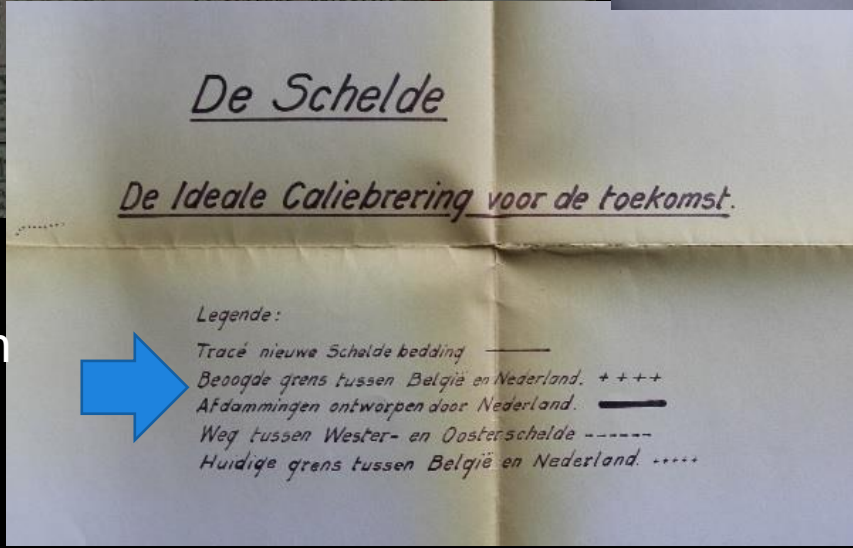 De Schelde
De Ideale Caliebrering voor de toekomst.
Legende:
Tracé nieuwe Schelde bedding ———
Beoogde grens tussen België en Nederland. ++++
Afdammingen ontworpen door Nederland. ———
Weg tussen Wester- en Oosterschelde ------
Huidige grens tussen België en Nederland. .....
n